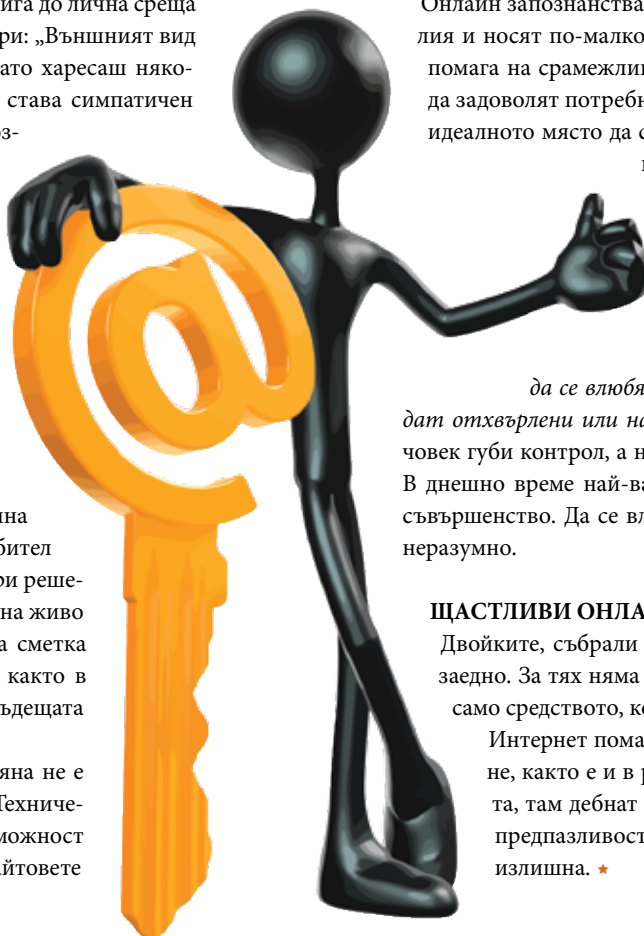 ига до лична среща
ри: „Външният вид
ато харесаш няко-
става симпатичен
оз-
на
бител
ри реше-
на живо
а сметка
както в
ъдещата
яна не е
Техниче-
можност
айтовете
Онлайн запознанства
лия и носят по-малко
помага на срамежли
да задоволят потребн
идеалното място да с
да се влюбя
дат отхвърлени или на
човек губи контрол, а н
В днешно време най-ва
съвършенство. Да се вл
неразумно.
ЩАСТЛИВИ ОНЛА
Двойките, събрали
заедно. За тях няма
само средството, ко
Интернет пома
не, както е и в р
та, там дебнат
предпазливост
излишна.